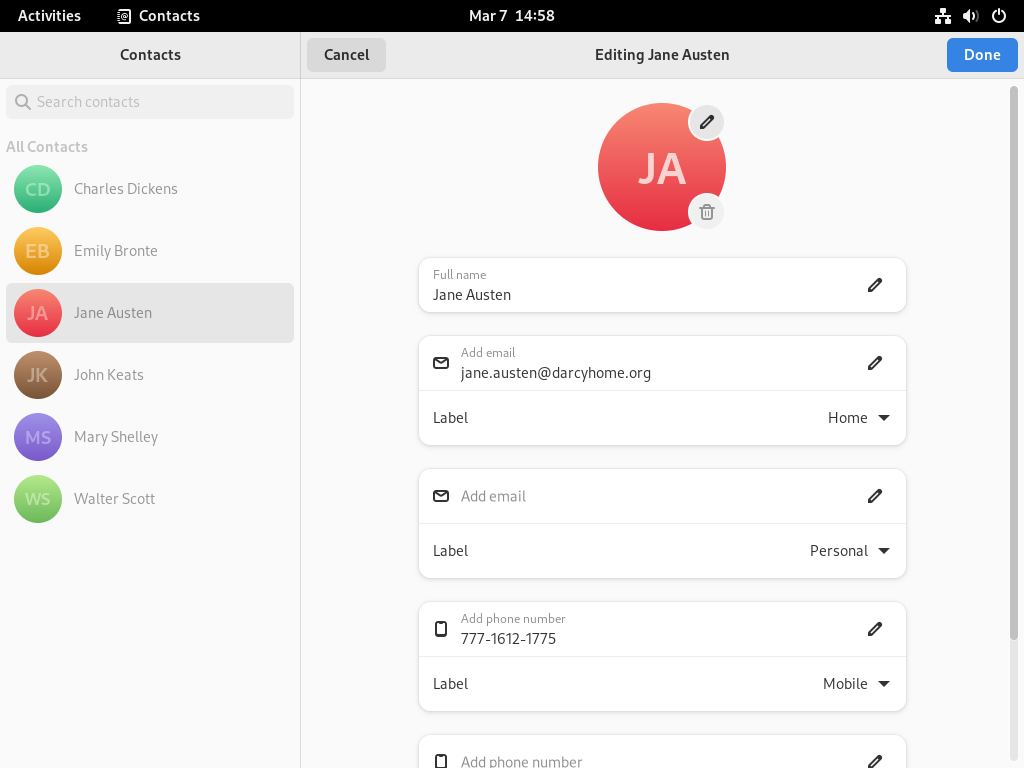 Activities Contacts Mar 7 14:58
Contacts Cancel Editing Jane Austen Done
Search contacts
All Contacts
CD Charles Dickens
EB Emily Bronte
JA Jane Austen
JK John Keats
MS Mary Shelley
WS Walter Scott
JA
Full name
Jane Austen
Add email
jane.austen@darcyhome.org
Label Home
Add email
Label Personal
Add phone number
777-1612-1775
Label Mobile
Add phone number